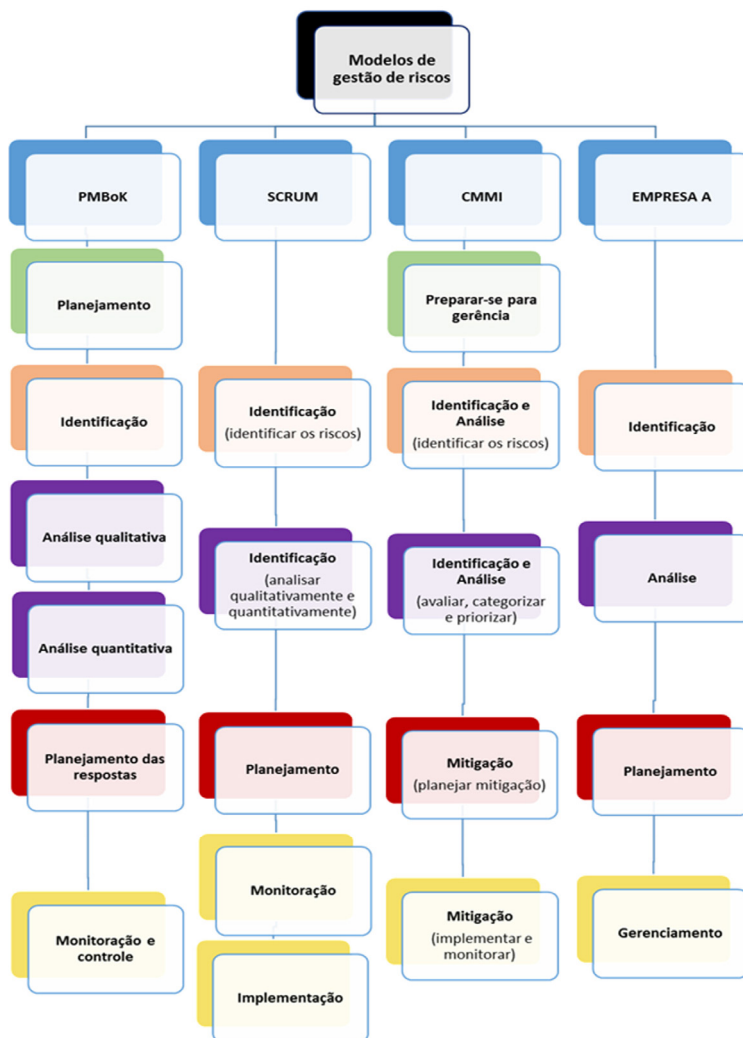 Modelos de
gestão de riscos
PMBoK
SCRUM
CMMI
EMPRESA A
Planejamento
Preparar-se para
gerência
Identificação
Identificação
(identificar os riscos)
Identificação e
Análise
(identificar os riscos)
Identificação
Análise qualitativa
Análise quantitativa
Identificação
(analisar
qualitativamente e
quantitativamente)
Identificação e
Análise
(avaliar, categorizar
e priorizar)
Análise
Planejamento das
respostas
Planejamento
Mitigação
(planejar mitigação)
Planejamento
Monitoração e
controle
Monitoração
Implementação
Mitigação
(implementar e
monitorar)
Gerenciamento